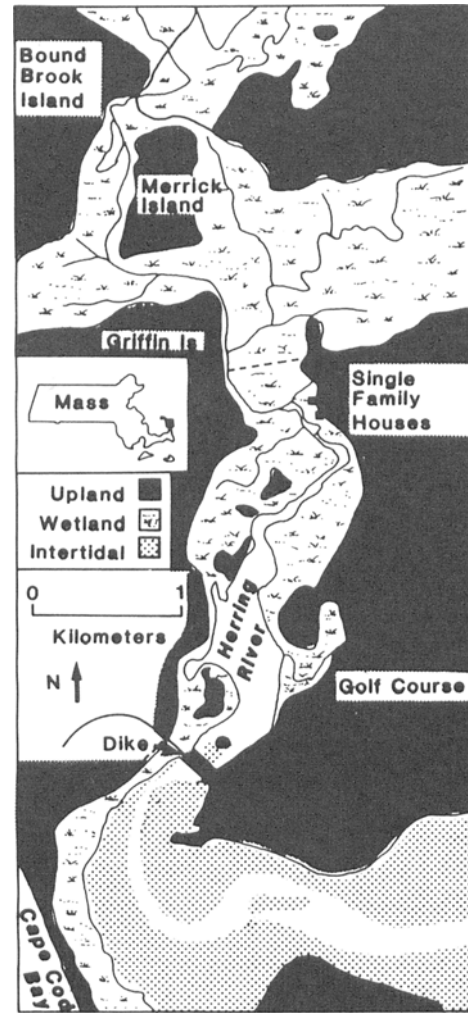 Bound
Brook
Island
Merrick
Island
Griffin Is
Mass
Single
Family
Houses
Upland
Wetland
Intertidal
0 1
Kilometers
N
Herring
River
Golf Course
Dike
Cape Cod
Bay